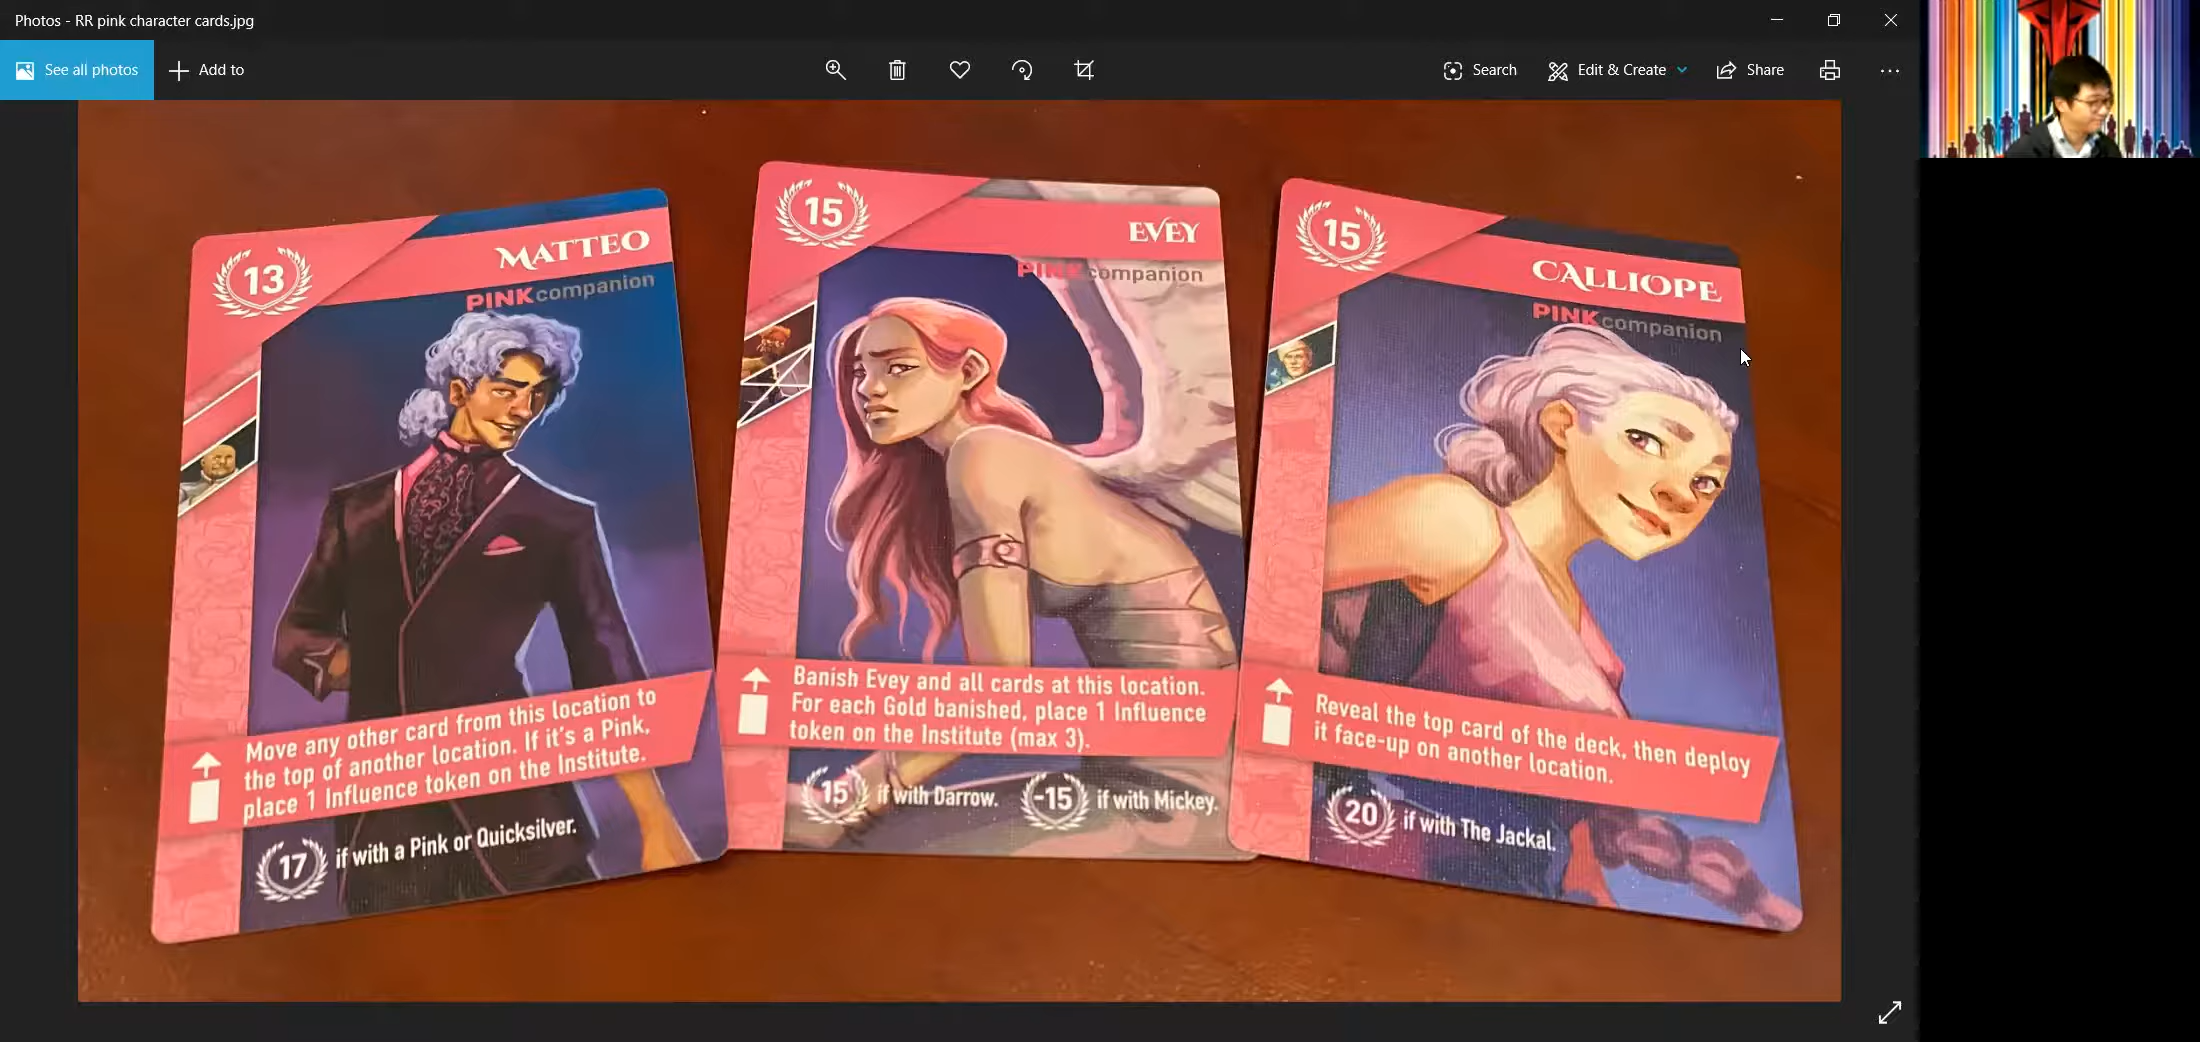 Photos - RR pink character cards.jpg
See all photos
Add to
Search
Edit & Create
Share
13
MATTEO
PINK companion
Move any other card from this location to
the top of another location. If it's a Pink,
place 1 Influence token on the Institute.
17 if with a Pink or Quicksilver.
15
EVEY
PINK companion
Banish Evey and all cards at this location.
For each Gold banished, place 1 Influence
token on the Institute (max 3).
15 if with Darrow. -15 if with Mickey.
15
CALLIOPE
PINK companion
Reveal the top card of the deck, then deploy
it face-up on another location.
20 if with The Jackal.